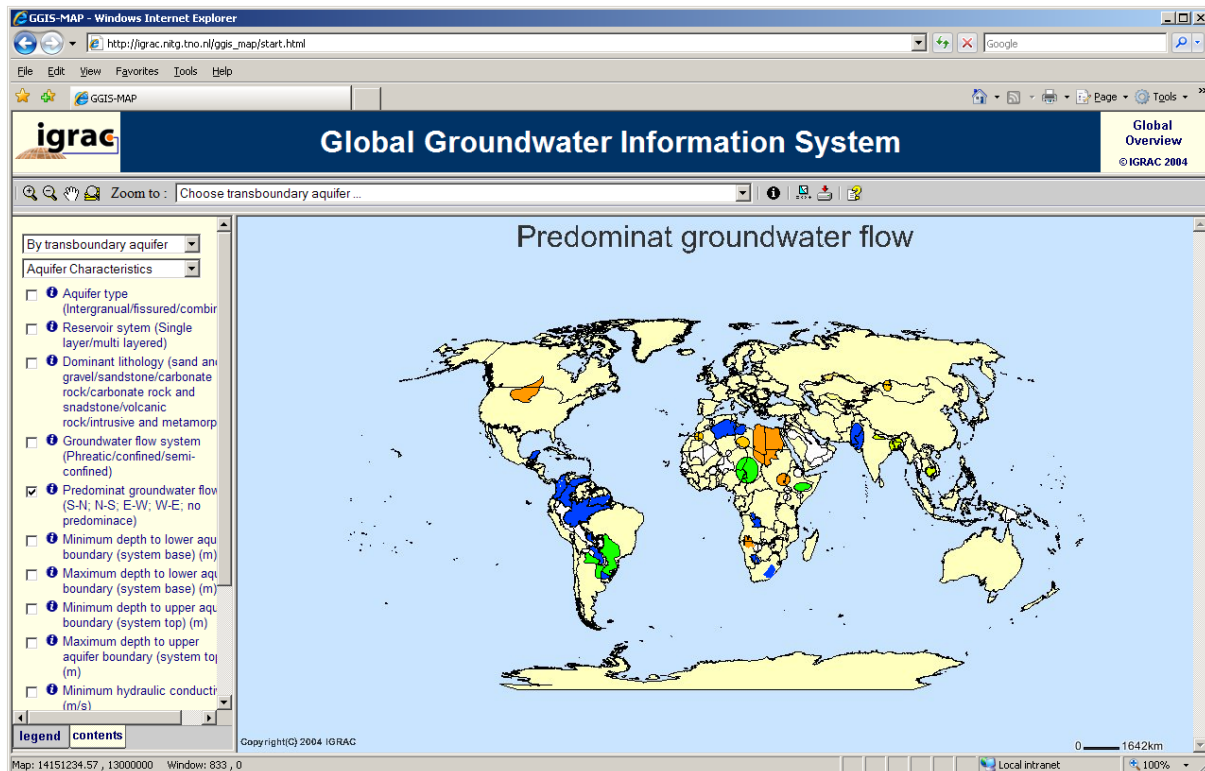 GGIS-MAP - Windows Internet Explorer
http://igrac.nitg.tno.nl/ggis_map/start.html
Google
File Edit View Favorites Tools Help
GGIS-MAP
Page Tools »
igrac
Global Groundwater Information System
Global
Overview
© IGRAC 2004
Zoom to : Choose transboundary aquifer ...
By transboundary aquifer
Aquifer Characteristics
Aquifer type
(Intergranual/fissured/combin
Reservoir sytem (Single
layer/multi layered)
Dominant lithology (sand and
gravel/sandstone/carbonate
rock/carbonate rock and
snadstone/volcanic
rock/intrusive and metamorp
Groundwater flow system
(Phreatic/confined/semi-
confined)
Predominat groundwater flow
(S-N; N-S; E-W; W-E; no
predominace)
Minimum depth to lower aqu
boundary (system base) (m)
Maximum depth to lower aqu
boundary (system base) (m)
Minimum depth to upper aqu
boundary (system top) (m)
Maximum depth to upper
aquifer boundary (system top
(m)
Minimum hydraulic conductiv
(m/s)
legend contents
Predominat groundwater flow
Copyright(C) 2004 IGRAC
0 1642km
Map: 14151234.57 , 13000000 Window: 833 , 0
Local intranet
100%